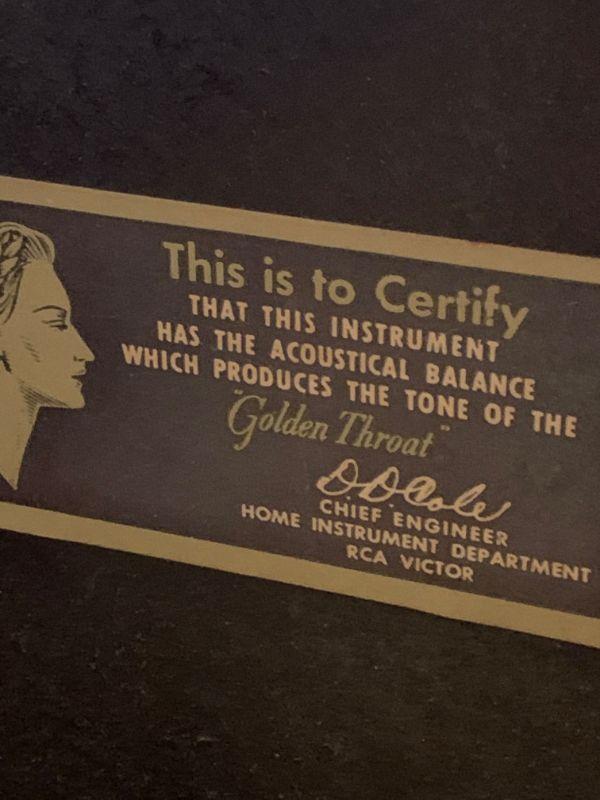 This is to Certify
THAT THIS INSTRUMENT
HAS THE ACOUSTICAL BALANCE
WHICH PRODUCES THE TONE OF THE
"Golden Throat"
D.D Cole
CHIEF ENGINEER
HOME INSTRUMENT DEPARTMENT
RCA VICTOR